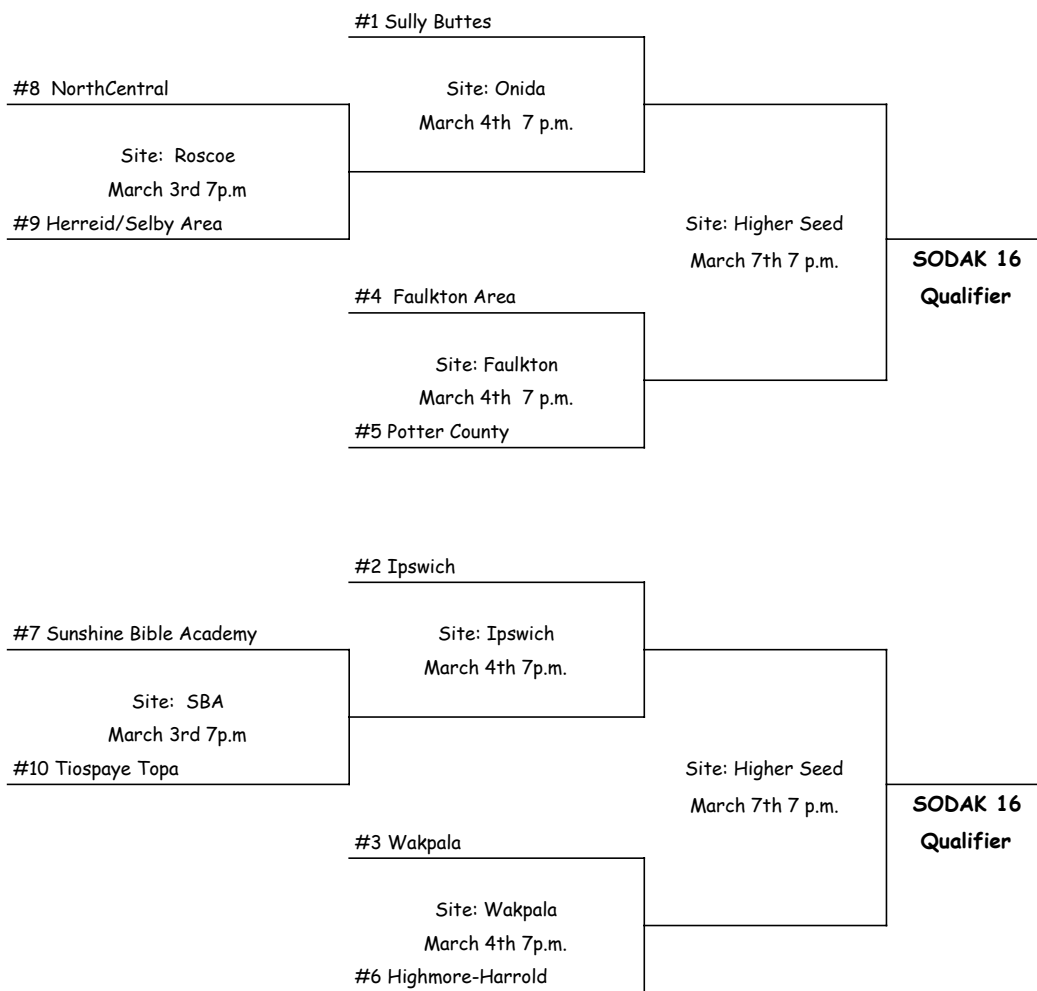 #1 Sully Buttes
#8 NorthCentral
Site: Onida
March 4th 7 p.m.
Site: Roscoe
March 3rd 7p.m
#9 Herreid/Selby Area
Site: Higher Seed
March 7th 7 p.m.
SODAK 16
Qualifier
#4 Faulkton Area
Site: Faulkton
March 4th 7 p.m.
#5 Potter County
#2 Ipswich
#7 Sunshine Bible Academy
Site: Ipswich
March 4th 7p.m.
Site: SBA
March 3rd 7p.m
#10 Tiospaye Topa
Site: Higher Seed
March 7th 7 p.m.
SODAK 16
Qualifier
#3 Wakpala
Site: Wakpala
March 4th 7p.m.
#6 Highmore-Harrold